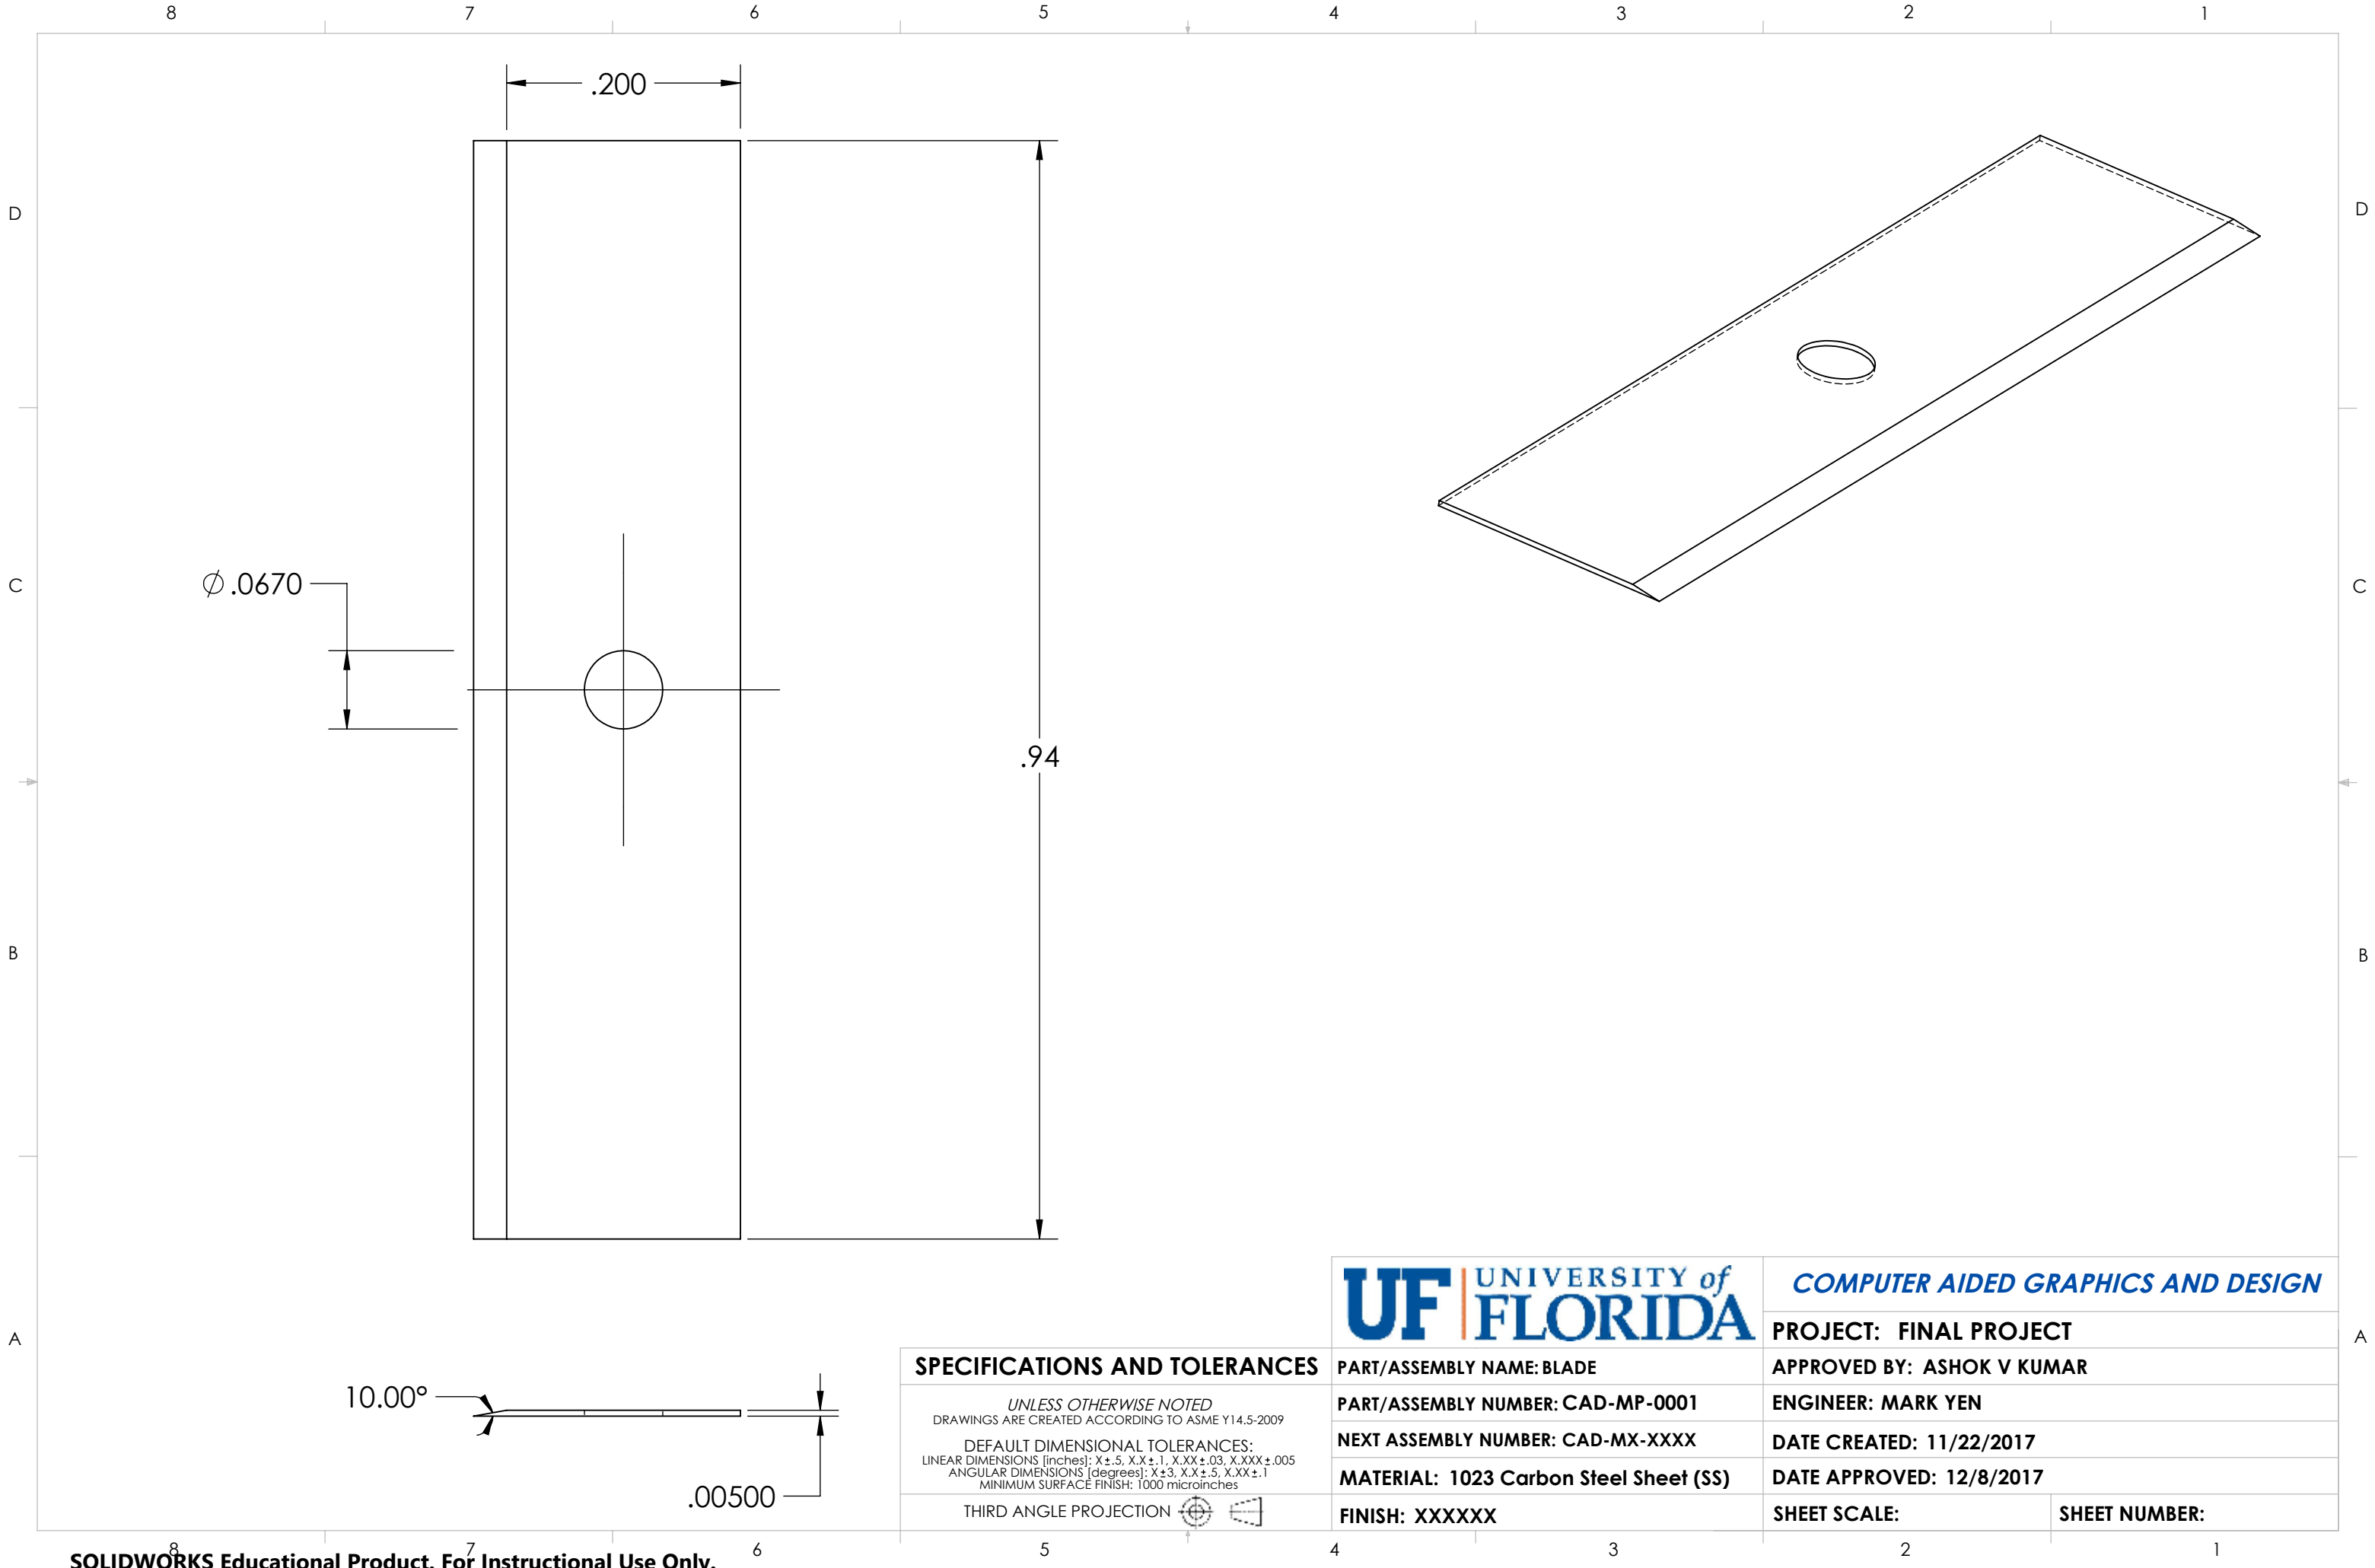 8 7 6 5 4 3 2 1
.200
D D
⌀.0670
C C
.94
B B
UF UNIVERSITY of FLORIDA
COMPUTER AIDED GRAPHICS AND DESIGN
PROJECT: FINAL PROJECT
A A
SPECIFICATIONS AND TOLERANCES
PART/ASSEMBLY NAME: BLADE
APPROVED BY: ASHOK V KUMAR
10.00°
UNLESS OTHERWISE NOTED
DRAWINGS ARE CREATED ACCORDING TO ASME Y14.5-2009
PART/ASSEMBLY NUMBER: CAD-MP-0001
ENGINEER: MARK YEN
DEFAULT DIMENSIONAL TOLERANCES:
LINEAR DIMENSIONS [inches]: X±.5, X.X±.1, X.XX±.03, X.XXX±.005
ANGULAR DIMENSIONS [degrees]: X±3, X.X±.5, X.XX±.1
MINIMUM SURFACE FINISH: 1000 microinches
NEXT ASSEMBLY NUMBER: CAD-MX-XXXX
DATE CREATED: 11/22/2017
MATERIAL: 1023 Carbon Steel Sheet (SS)
DATE APPROVED: 12/8/2017
.00500
THIRD ANGLE PROJECTION
FINISH: XXXXXX
SHEET SCALE:
SHEET NUMBER:
8 7 6 5 4 3 2 1
SOLIDWORKS Educational Product. For Instructional Use Only.